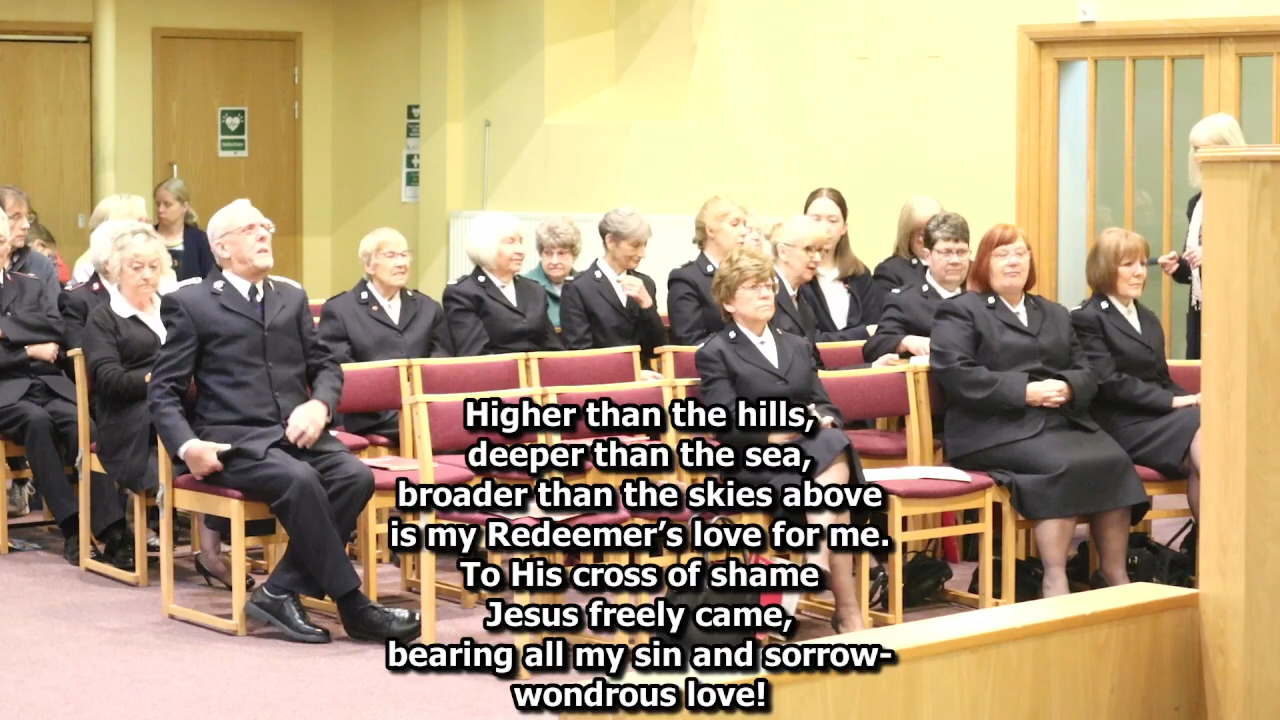 Higher than the hills,
deeper than the sea,
broader than the skies above
is my Redeemer’s love for me.
To His cross of shame
Jesus freely came,
bearing all my sin and sorrow-
wondrous love!